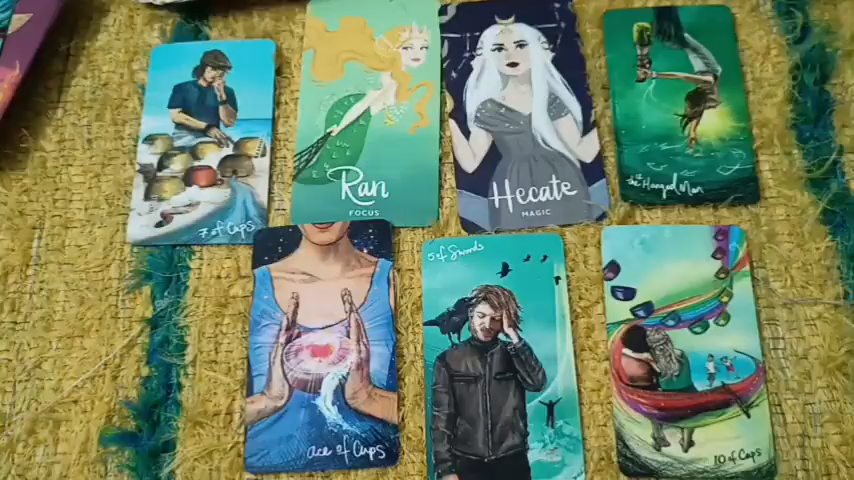 7 of Cups
Ran
FOCUS
Hecate
MAGIC
12 The Hanged Man
Ace of Cups
5 of Swords
10 of Cups